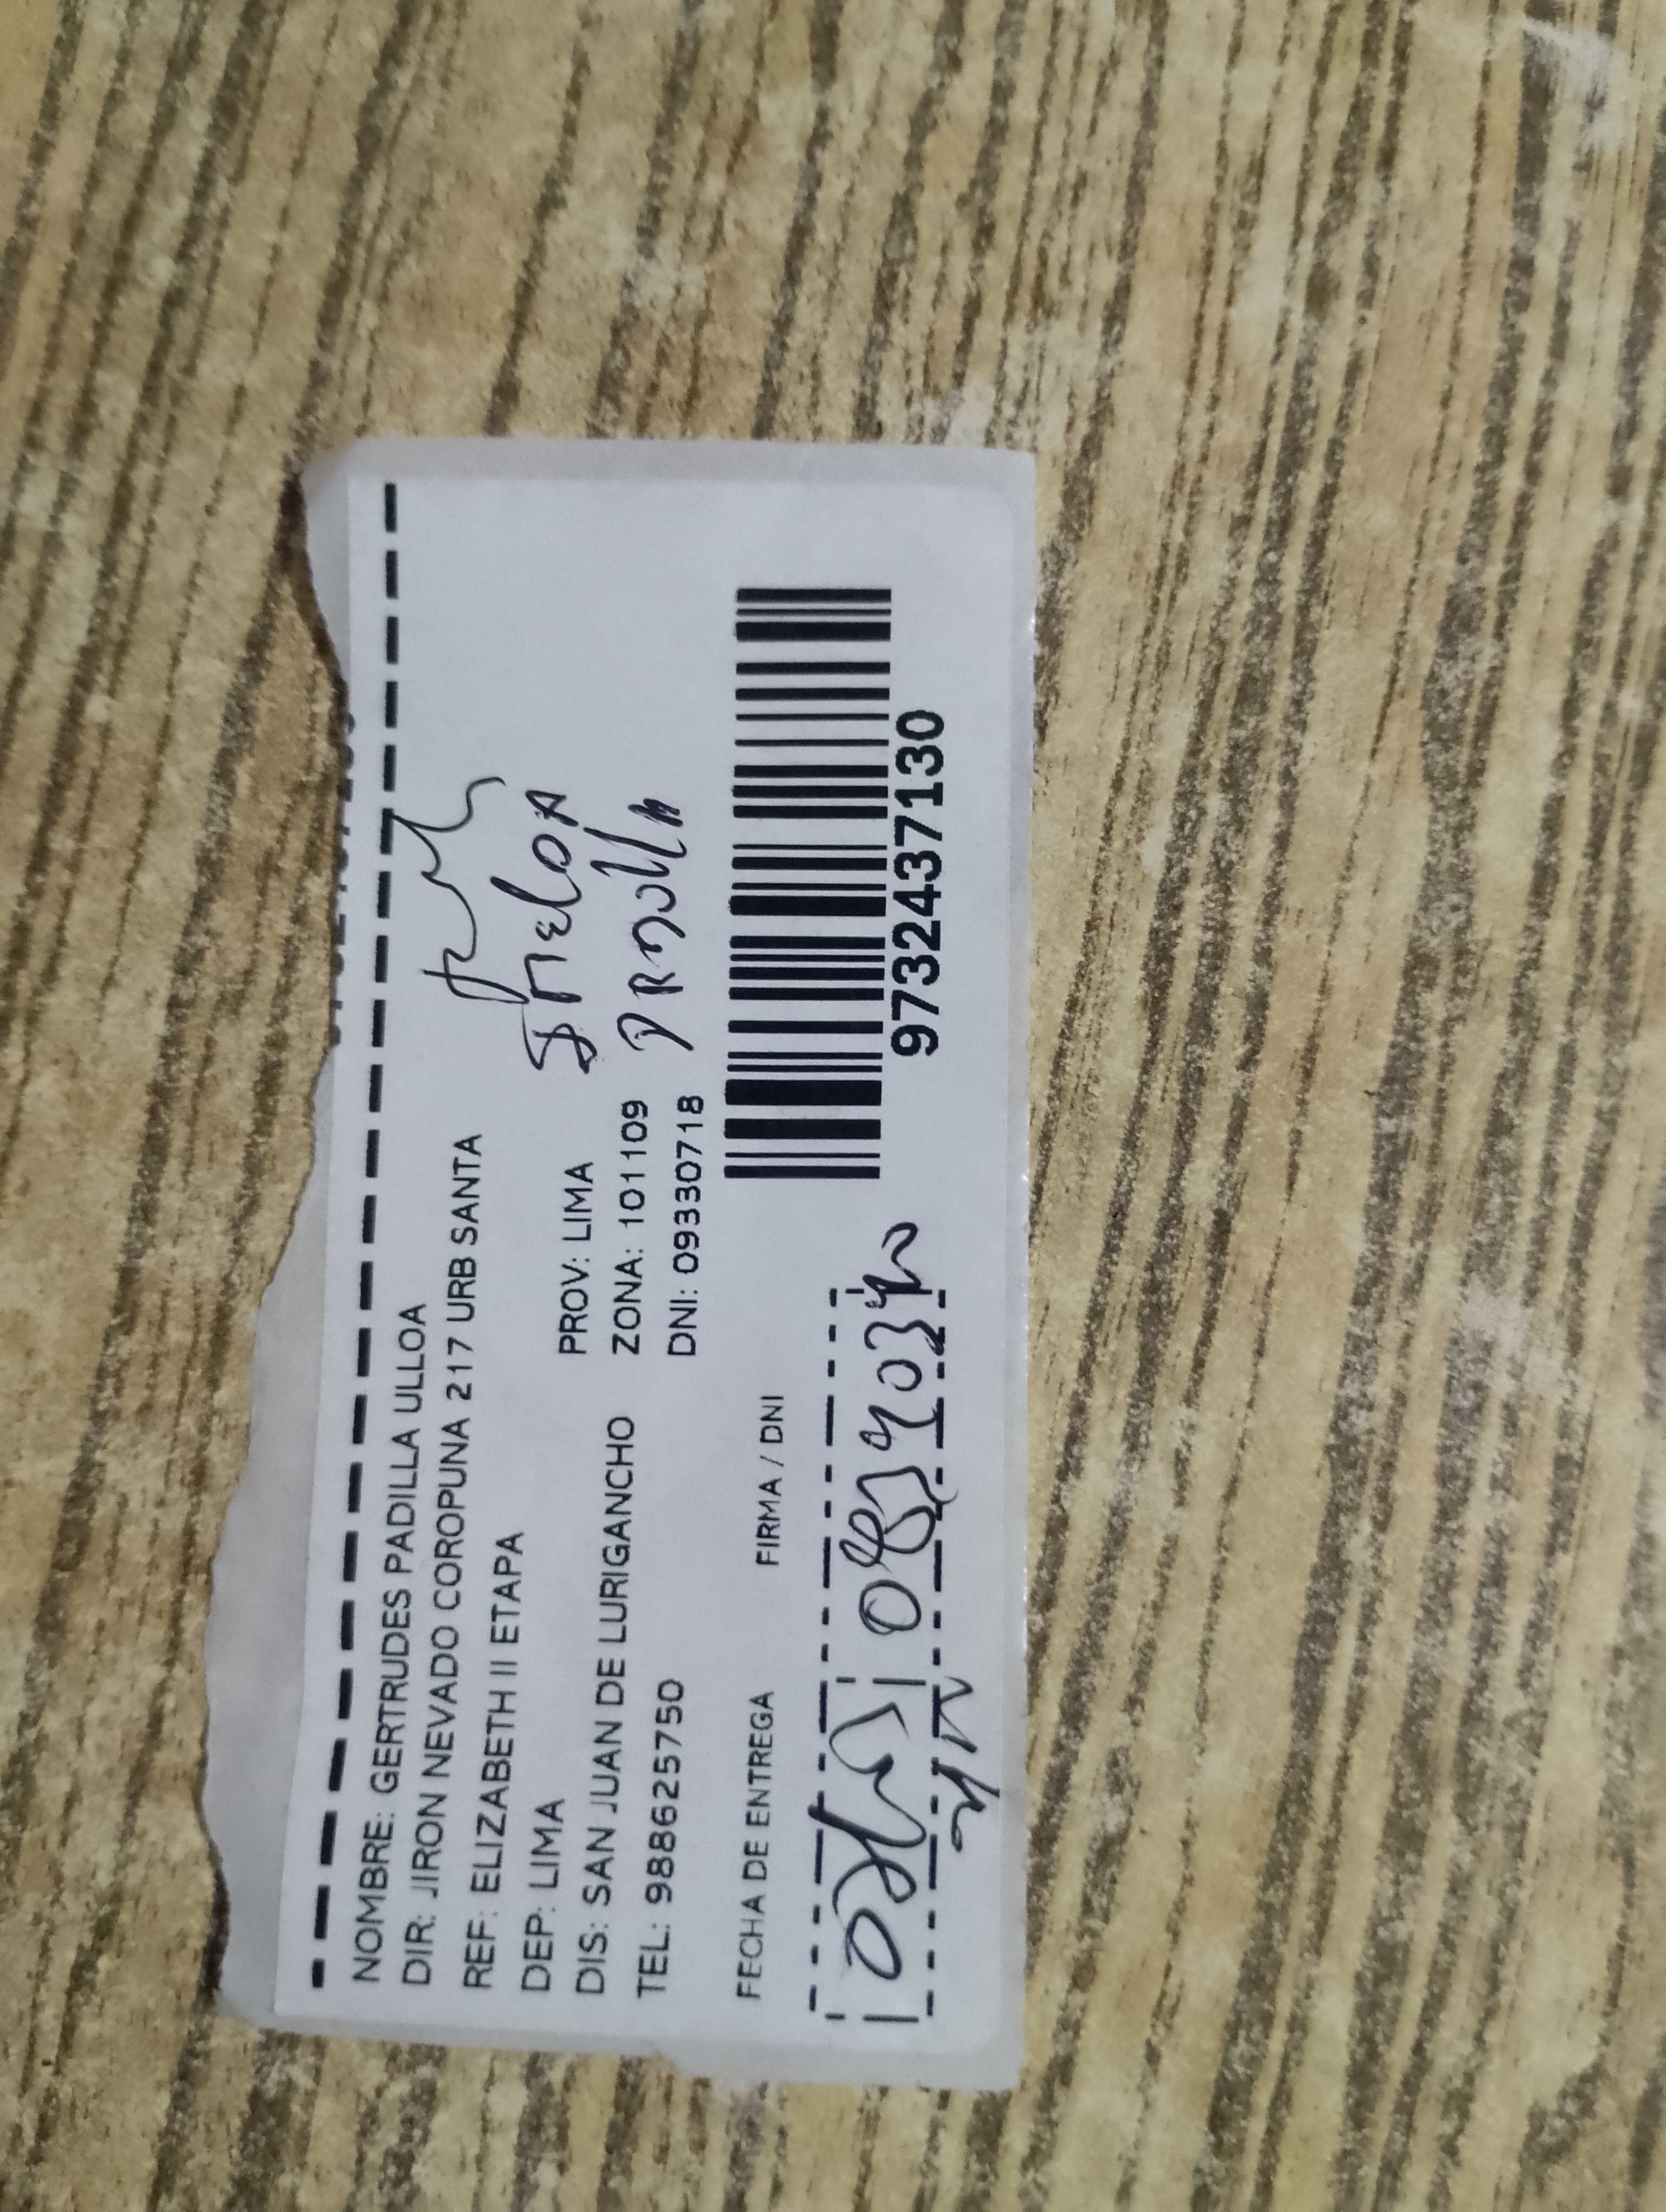 NOMBRE: GERTRUDES PADILLA ULLOA
DIR: JIRON NEVADO COROPUNA 217 URB SANTA
REF: ELIZABETH II ETAPA
DEP: LIMA PROV: LIMA
DIS: SAN JUAN DE LURIGANCHO ZONA: 1011109
TEL: 988625750 DNI: 09330718
FECHA DE ENTREGA FIRMA / DNI
9732437130